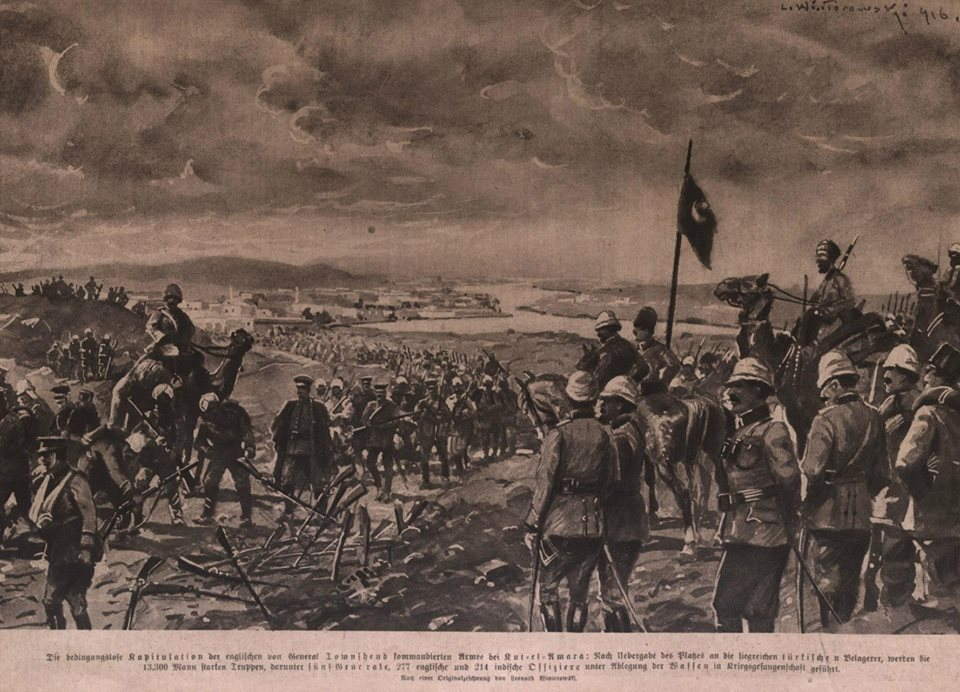 L. Winterowski. 916.
Die bedingungslose Kapitulation der englischen von General Townshend kommandierten Armee bei Kut-el-Amara: Nach Uebergabe des Platzes an die siegreichen türkischen Belagerer, werden die
13.300 Mann starken Truppen, darunter fünf Generale, 277 englische und 214 indische Offiziere unter Ablegung der Waffen in Kriegsgefangenschaft geführt.
Nach einer Originalzeichnung von Leonard Winterowski.